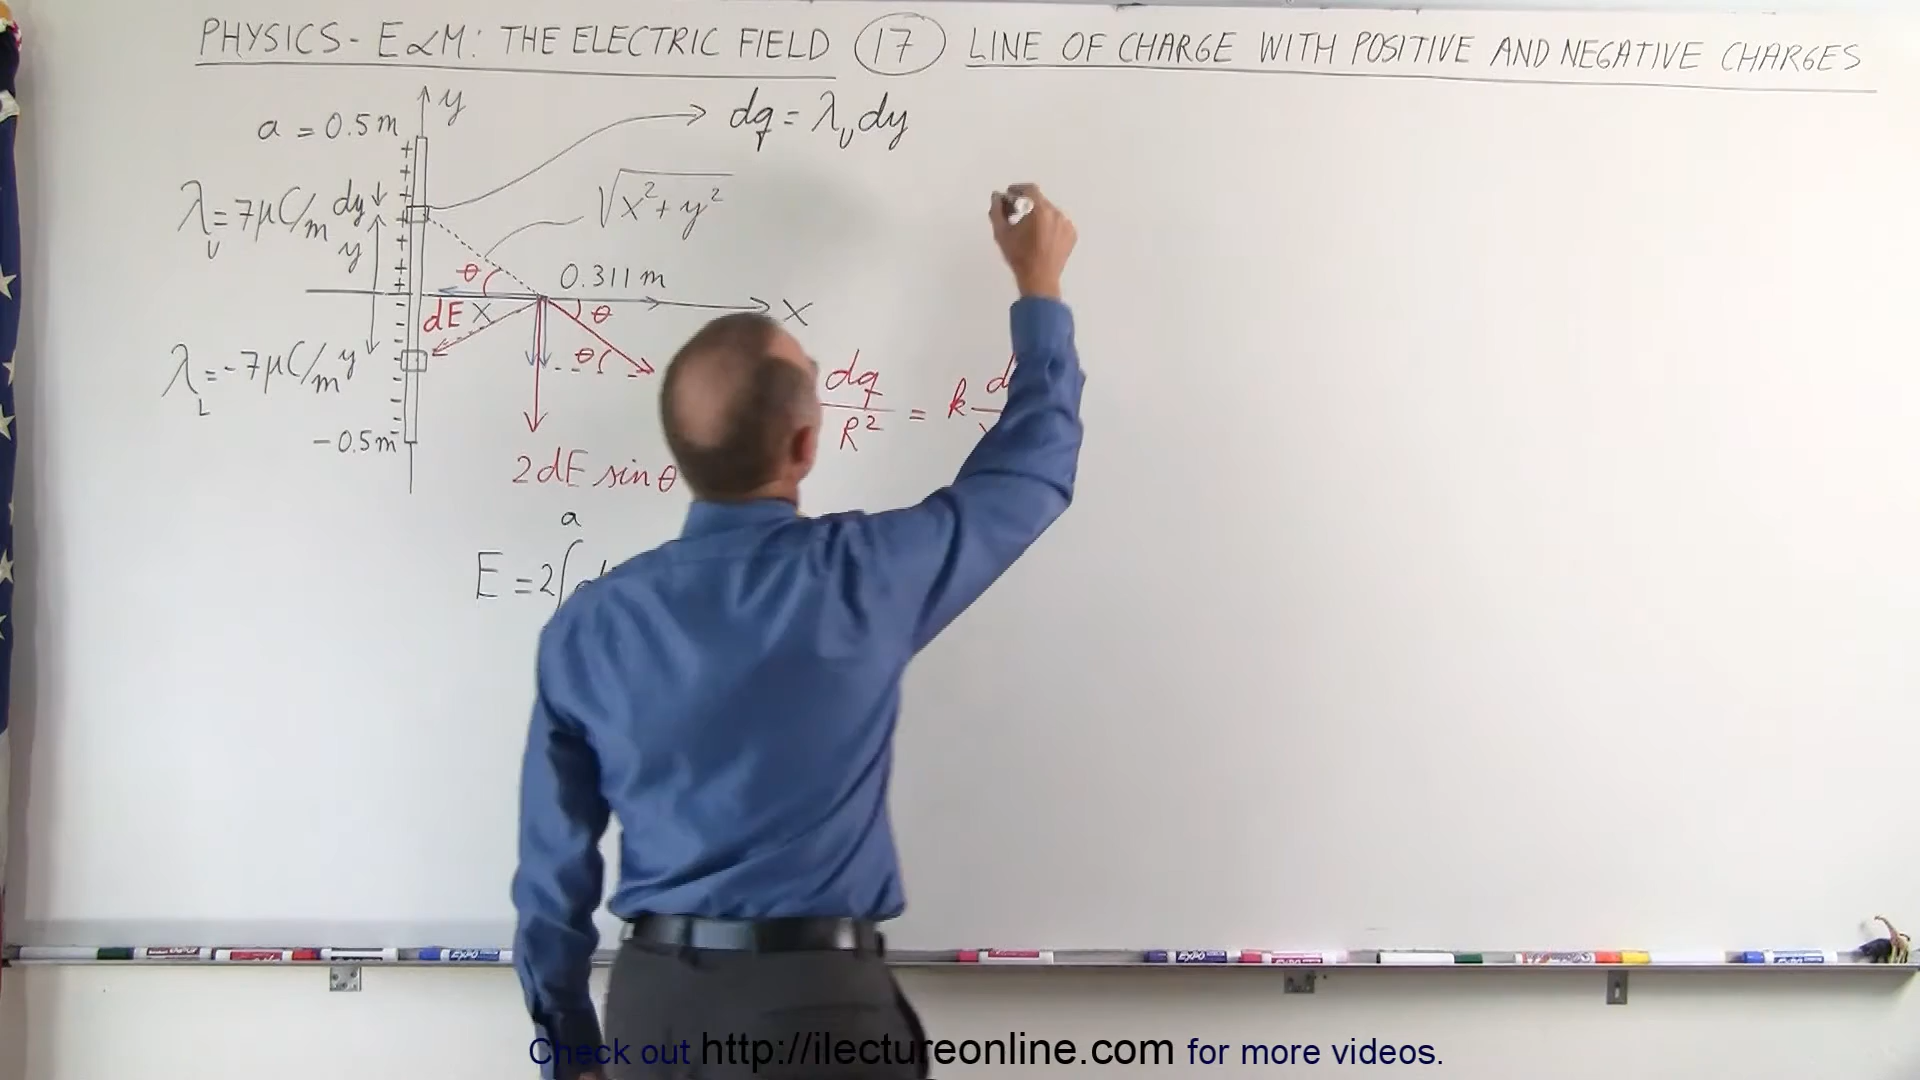 PHYSICS - E&M: THE ELECTRIC FIELD 17 LINE OF CHARGE WITH POSITIVE AND NEGATIVE CHARGES
y
a = 0.5 m
dq = λ_U dy
λ_U = 7 μC/m
dy
√(x² + y²)
y
θ
0.311 m
dE
X
θ
X
λ_L = -7 μC/m
y
θ
dq/R² = k
-0.5 m
2 dE sin θ
a
E = 2∫
Check out http://ilectureonline.com for more videos.